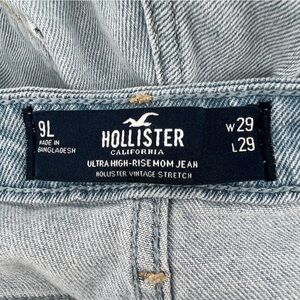 9L
MADE IN
BANGLADESH
HOLLISTER
CALIFORNIA
ULTRA HIGH-RISE MOM JEAN
HOLLISTER VINTAGE STRETCH
W 29
L 29